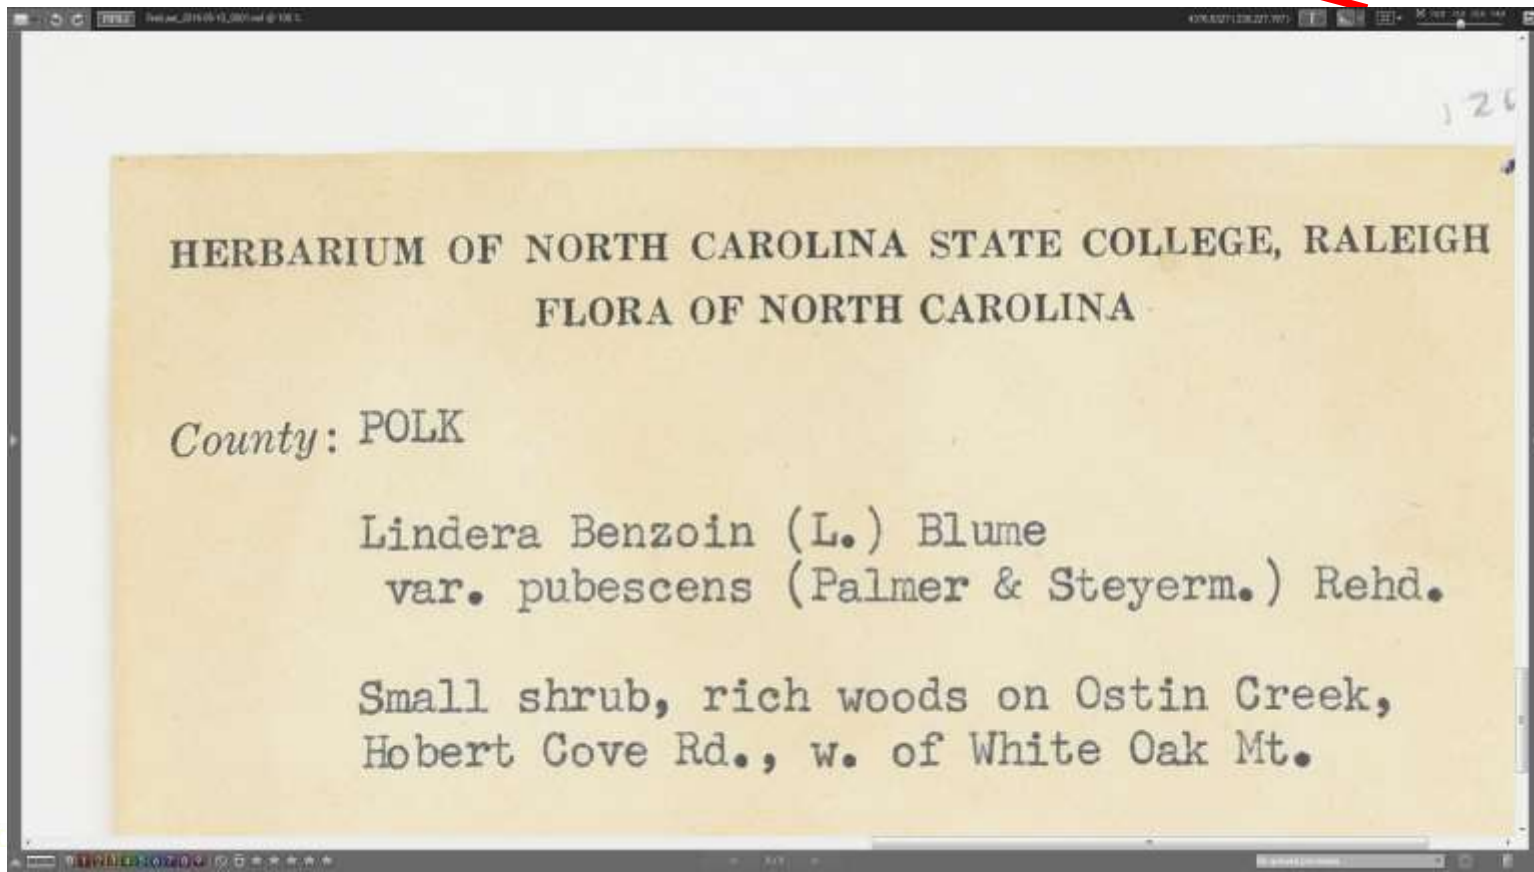 126
HERBARIUM OF NORTH CAROLINA STATE COLLEGE, RALEIGH
FLORA OF NORTH CAROLINA
County: POLK
Lindera Benzoin (L.) Blume
var. pubescens (Palmer & Steyerm.) Rehd.
Small shrub, rich woods on Ostin Creek,
Hobert Cove Rd., w. of White Oak Mt.